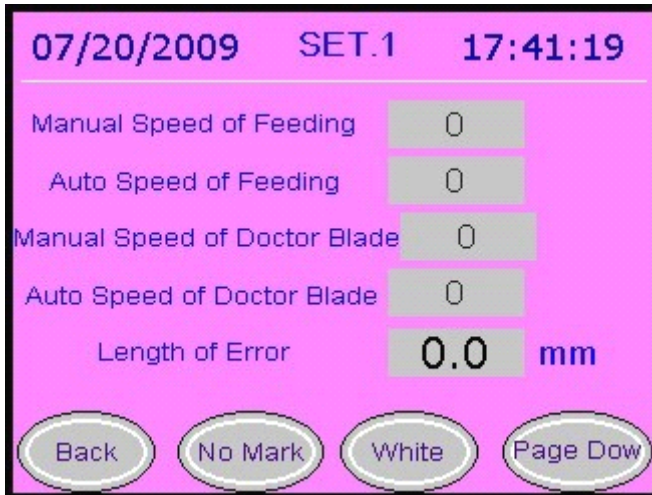 07/20/2009 SET.1 17:41:19
Manual Speed of Feeding 0
Auto Speed of Feeding 0
Manual Speed of Doctor Blade 0
Auto Speed of Doctor Blade 0
Length of Error 0.0 mm
Back No Mark White Page Dow